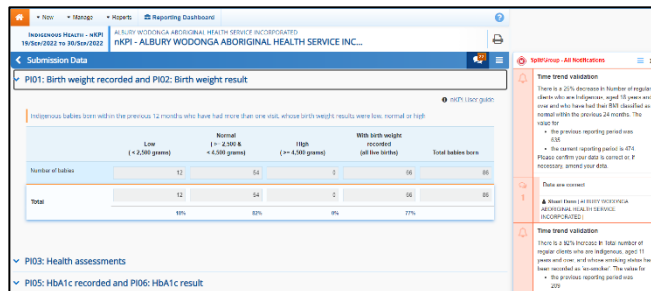 • New • Manage • Reports Reporting Dashboard
INDIGENOUS HEALTH - NKPI
19/SEP/2022 TO 30/SEP/2022
ALBURY WODONGA ABORIGINAL HEALTH SERVICE INCORPORATED
nKPI - ALBURY WODONGA ABORIGINAL HEALTH SERVICE INC...
Submission Data
PI01: Birth weight recorded and PI02: Birth weight result
nKPI User guide
Indigenous babies born within the previous 12 months who have had more than one visit, whose birth weight results were low, normal or high
Low
(< 2,500 grams)
Normal
(>= 2,500 &
< 4,500 grams)
High
(>= 4,500 grams)
With birth weight
recorded
(all live births)
Total babies born
Number of babies 12 54 0
Total 12 54 0
PI03: Health assessments
PI05: HbA1c recorded and PI06: HbA1c result
- All Notifications
Time trend validation
There is a 25% decrease in Number of regular
clients who are Indigenous, aged 18 years and
over and who have had their BMI classified as
normal within the previous 24 months. The
value for
• the previous reporting period was
635
• the current reporting period is 474
Please confirm your data is correct or, if
necessary, amend your data.
Data are correct
1
ALBURY WODONGA
ABORIGINAL HEALTH SERVICE
INCORPORATED
Time trend validation
There is a 92% increase in Total number of
regular clients who are Indigenous, aged 11
years and over, and whose smoking status has
been recorded as 'ex-smoker'. The value for
• the previous reporting period was
209